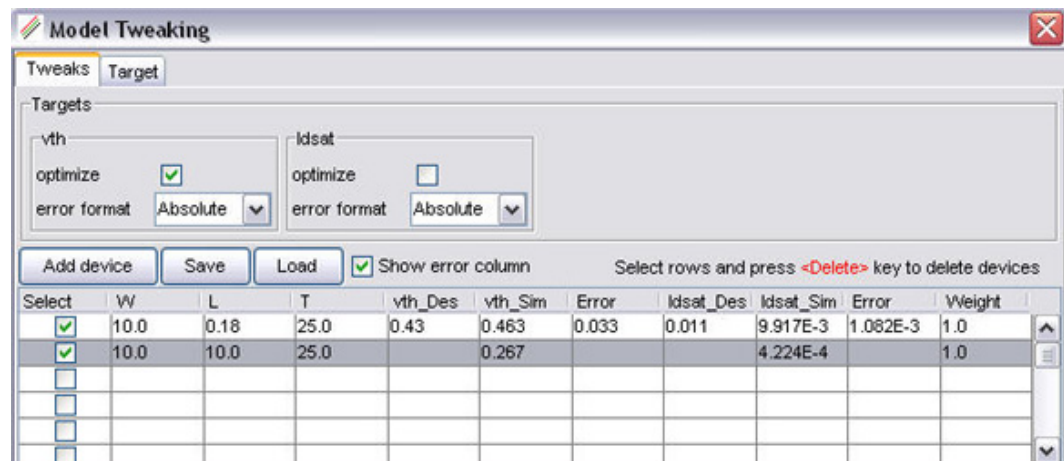 Model Tweaking
Tweaks Target
Targets
vth Idsat
optimize optimize
error format Absolute error format Absolute
Add device Save Load Show error column Select rows and press <Delete> key to delete devices
Select W L T vth_Des vth_Sim Error Idsat_Des Idsat_Sim Error Weight
10.0 0.18 25.0 0.43 0.463 0.033 0.011 9.917E-3 1.082E-3 1.0
10.0 10.0 25.0 0.267 4.224E-4 1.0